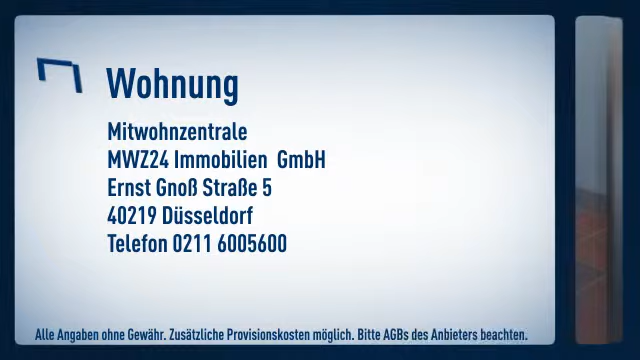 Wohnung
Mitwohnzentrale
MWZ24 Immobilien GmbH
Ernst Gnoß Straße 5
40219 Düsseldorf
Telefon 0211 6005600
Alle Angaben ohne Gewähr. Zusätzliche Provisionskosten möglich. Bitte AGBs des Anbieters beachten.